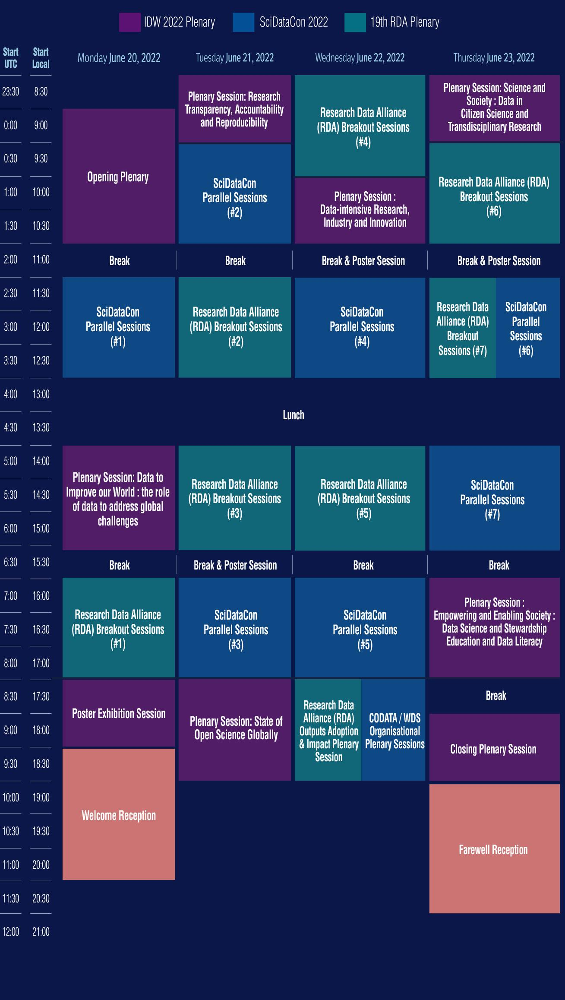 IDW 2022 Plenary
SciDataCon 2022
19th RDA Plenary
Start
UTC
Start
Local
Monday June 20, 2022
Tuesday June 21, 2022
Wednesday June 22, 2022
Thursday June 23, 2022
23:30 8:30
Plenary Session: Research
Transparency, Accountability
and Reproducibility
Research Data Alliance
(RDA) Breakout Sessions
(#4)
Plenary Session: Science and
Society : Data in
Citizen Science and
Transdisciplinary Research
0:00 9:00
0:30 9:30
Opening Plenary
SciDataCon
Parallel Sessions
(#2)
Plenary Session :
Data-intensive Research,
Industry and Innovation
Research Data Alliance (RDA)
Breakout Sessions
(#6)
1:00 10:00
1:30 10:30
2:00 11:00
Break
Break
Break & Poster Session
Break & Poster Session
2:30 11:30
SciDataCon
Parallel Sessions
(#1)
Research Data Alliance
(RDA) Breakout Sessions
(#2)
SciDataCon
Parallel Sessions
(#4)
Research Data
Alliance (RDA)
Breakout
Sessions (#7)
SciDataCon
Parallel
Sessions
(#6)
3:00 12:00
3:30 12:30
4:00 13:00
Lunch
4:30 13:30
5:00 14:00
Plenary Session: Data to
Improve our World : the role
of data to address global
challenges
Research Data Alliance
(RDA) Breakout Sessions
(#3)
Research Data Alliance
(RDA) Breakout Sessions
(#5)
SciDataCon
Parallel Sessions
(#7)
5:30 14:30
6:00 15:00
6:30 15:30
Break
Break & Poster Session
Break
Break
7:00 16:00
Research Data Alliance
(RDA) Breakout Sessions
(#1)
SciDataCon
Parallel Sessions
(#3)
SciDataCon
Parallel Sessions
(#5)
Plenary Session :
Empowering and Enabling Society :
Data Science and Stewardship
Education and Data Literacy
7:30 16:30
8:00 17:00
8:30 17:30
Poster Exhibition Session
Plenary Session: State of
Open Science Globally
Research Data
Alliance (RDA)
Outputs Adoption
& Impact Plenary
Session
CODATA / WDS
Organisational
Plenary Sessions
Break
9:00 18:00
Closing Plenary Session
9:30 18:30
10:00 19:00
Welcome Reception
10:30 19:30
Farewell Reception
11:00 20:00
11:30 20:30
12:00 21:00